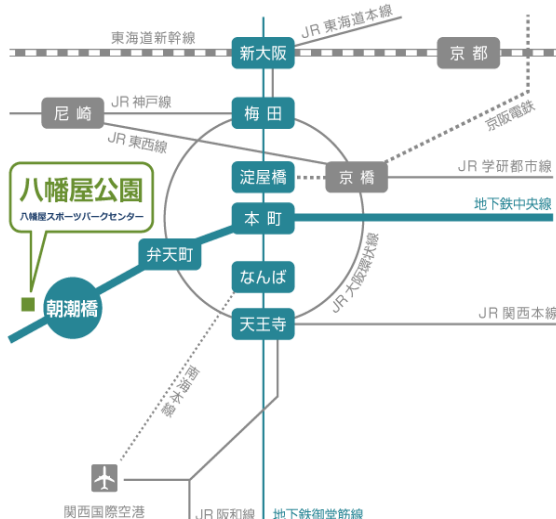 JR 東海道本線
東海道新幹線
新大阪
京都
尼崎
JR 神戸線
梅田
京阪電鉄
JR 東西線
八幡屋公園
八幡屋スポーツパークセンター
淀屋橋
京橋
JR 学研都市線
本町
地下鉄中央線
弁天町
なんば
JR 大阪環状線
朝潮橋
天王寺
JR 関西本線
南海本線
関西国際空港
JR 阪和線
地下鉄御堂筋線